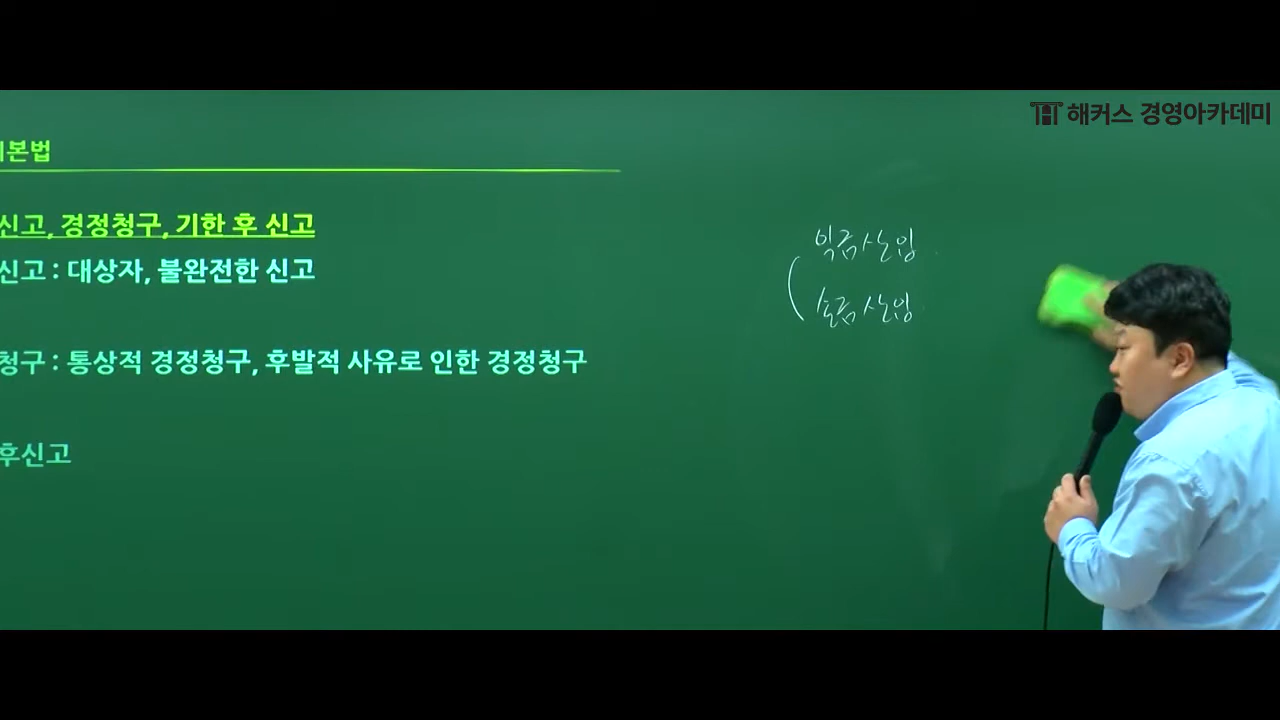 해커스 경영아카데미
기본법
신고, 경정청구, 기한 후 신고
신고 : 대상자, 불완전한 신고
청구 : 통상적 경정청구, 후발적 사유로 인한 경정청구
후신고
익금산입
손금산입